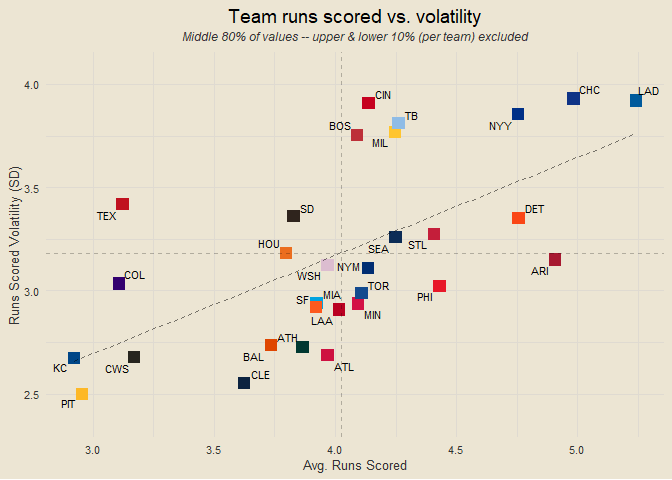 Team runs scored vs. volatility
Middle 80% of values -- upper & lower 10% (per team) excluded
4.0
CIN
CHC
LAD
TB
BOS
MIL
NYY
3.5
TEX
SD
DET
HOU
SEA
STL
Runs Scored Volatility (SD)
COL
WSH
NYM
ARI
3.0
SF
MIA
TOR
PHI
LAA
MIN
KC
CWS
BAL
ATH
ATL
CLE
PIT
2.5
3.0
3.5
4.0
4.5
5.0
Avg. Runs Scored